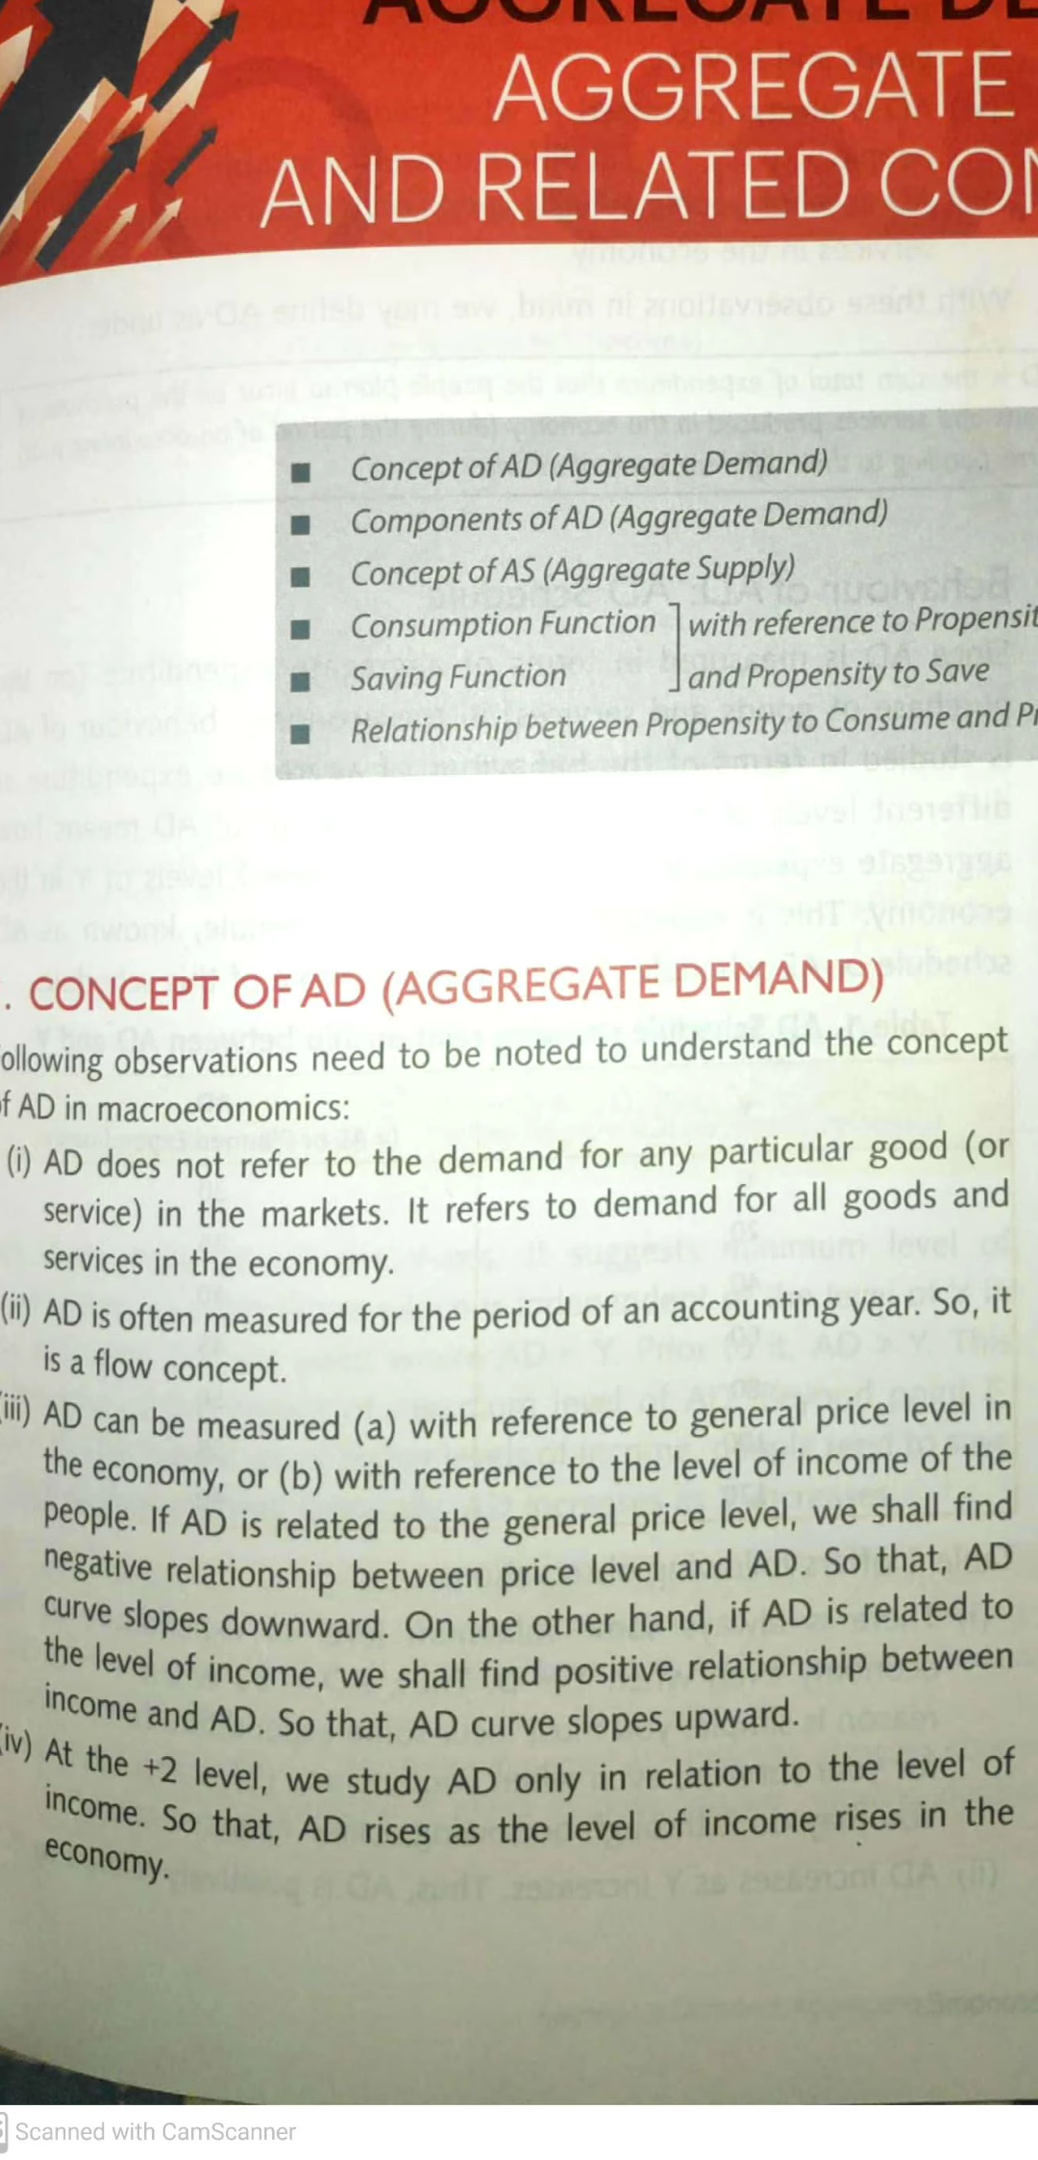 AGGREGATE
AGGREGATE
AND RELATED
■ Concept of AD (Aggregate Demand)
■ Components of AD (Aggregate Demand)
■ Concept of AS (Aggregate Supply)
■ Consumption Function ] with reference to
■ Saving Function ] and Propensity to Save
■ Relationship between Propensity to Consume and
. CONCEPT OF AD (AGGREGATE DEMAND)
ollowing observations need to be noted to understand the concept
f AD in macroeconomics:
(i) AD does not refer to the demand for any particular good (or
service) in the markets. It refers to demand for all goods and
services in the economy.
(ii) AD is often measured for the period of an accounting year. So, it
is a flow concept.
iii) AD can be measured (a) with reference to general price level in
the economy, or (b) with reference to the level of income of the
people. If AD is related to the general price level, we shall find
negative relationship between price level and AD. So that, AD
curve slopes downward. On the other hand, if AD is related to
the level of income, we shall find positive relationship between
income and AD. So that, AD curve slopes upward.
iv) At the +2 level, we study AD only in relation to the level of
income. So that, AD rises as the level of income rises in the
economy.
Scanned with CamScanner